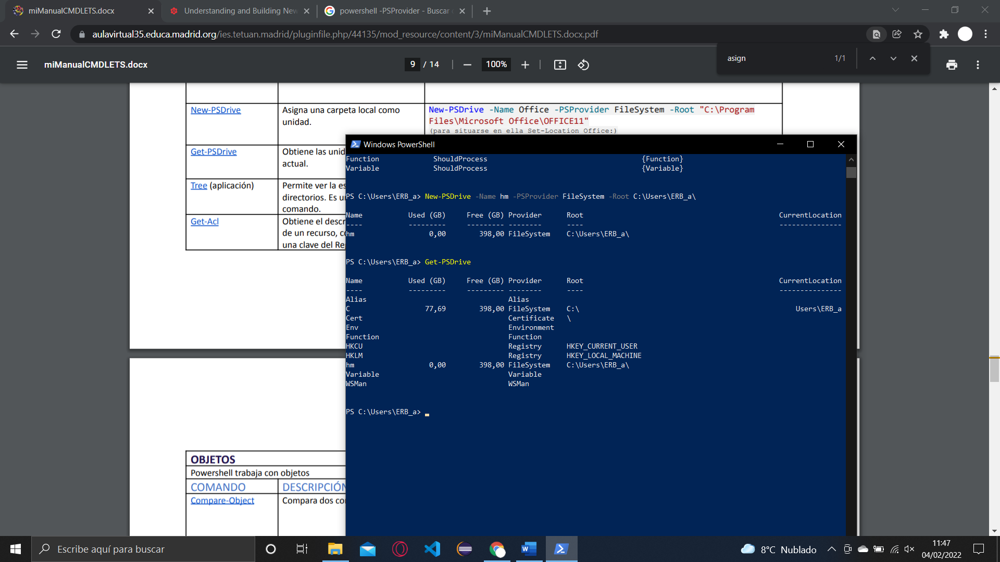 miManualCMDLETS.docx
Understanding and Building New
powershell -PSProvider - Buscar
aulavirtual35.educa.madrid.org/ies.tetuan.madrid/pluginfile.php/44135/mod_resource/content/3/miManualCMDLETS.docx.pdf
miManualCMDLETS.docx
9 / 14
100%
asign
1/1
New-PSDrive
Asigna una carpeta local como
unidad.
New-PSDrive -Name Office -PSProvider FileSystem -Root "C:\Program
Files\Microsoft Office\OFFICE11"
(para situarse en ella Set-Location Office:)
Get-PSDrive
Obtiene las unid
actual.
Tree (aplicación)
Permite ver la es
directorios. Es u
comando.
Get-Acl
Obtiene el descr
de un recurso, c
una clave del Re
OBJETOS
Powershell trabaja con objetos
COMANDO DESCRIPCIÓN
Compare-Object
Compara dos co
Windows PowerShell
Function ShouldProcess {Function}
Variable ShouldProcess {Variable}
PS C:\Users\ERB_a> New-PSDrive -Name hm -PSProvider FileSystem -Root C:\Users\ERB_a\
Name Used (GB) Free (GB) Provider Root CurrentLocation
---- --------- --------- -------- ---- ---------------
hm 0,00 398,00 FileSystem C:\Users\ERB_a\
PS C:\Users\ERB_a> Get-PSDrive
Name Used (GB) Free (GB) Provider Root CurrentLocation
---- --------- --------- -------- ---- ---------------
Alias Alias
C 77,69 398,00 FileSystem C:\ Users\ERB_a
Cert Certificate \
Env Environment
Function Function
HKCU Registry HKEY_CURRENT_USER
HKLM Registry HKEY_LOCAL_MACHINE
hm 0,00 398,00 FileSystem C:\Users\ERB_a\
Variable Variable
WSMan WSMan
PS C:\Users\ERB_a>
Escribe aquí para buscar
8°C Nublado
11:47
04/02/2022